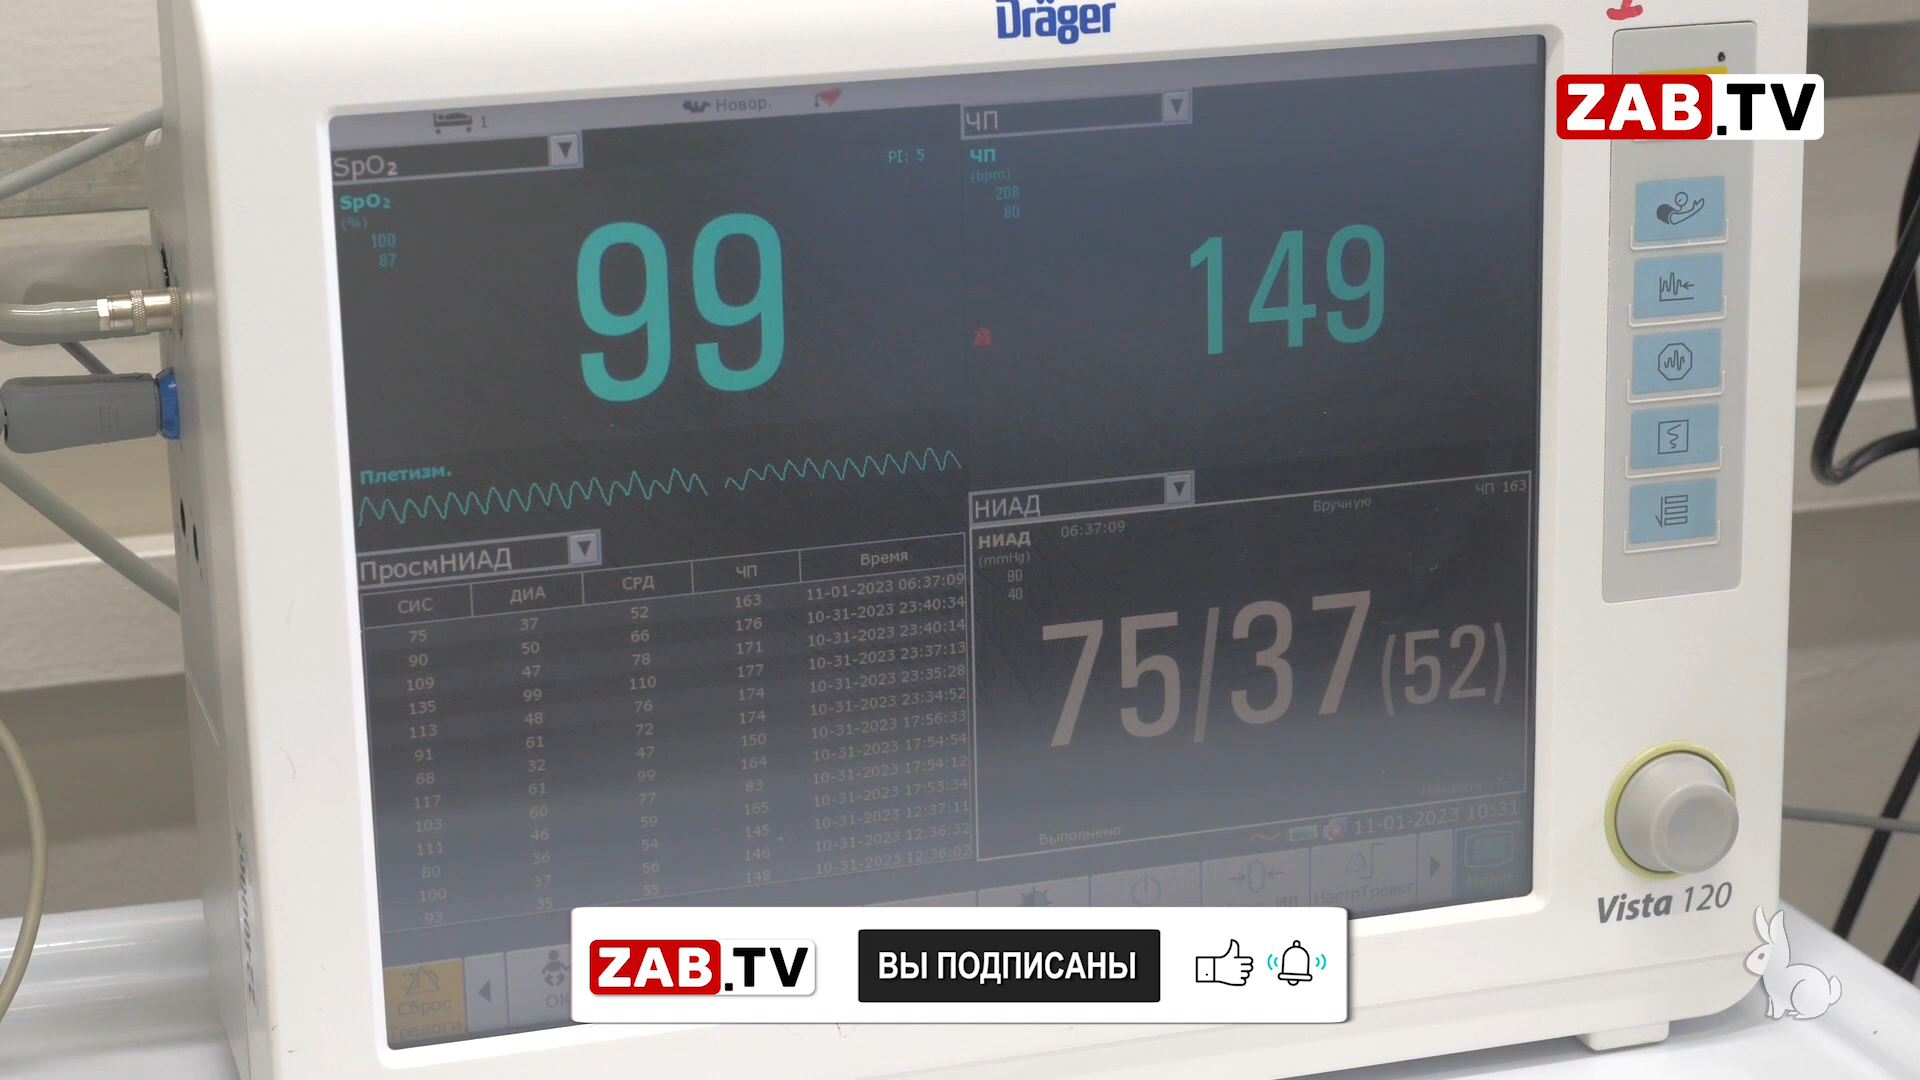 Dräger
ZAB.TV
1
Новор.
SpO₂
ЧП
SpO₂
(%)
100
87
PI: 5
99
ЧП
(bpm)
208
80
149
Плетизм.
НИАД
ЧП 163
Вручную
06:37:09
НИАД
(mmHg)
90
40
75/37(52)
Выполнено
11-01-2023 10:31
ПросмНИАД
СИС ДИА СРД ЧП Время
75 37 52 163 11-01-2023 06:37:09
90 50 66 176 10-31-2023 23:40:34
109 47 78 171 10-31-2023 23:40:14
135 99 110 177 10-31-2023 23:37:13
113 48 76 174 10-31-2023 23:35:28
91 61 72 174 10-31-2023 23:34:52
68 32 47 150 10-31-2023 17:56:33
117 61 99 164 10-31-2023 17:54:54
103 60 77 83 10-31-2023 17:54:12
111 46 59 165 10-31-2023 17:53:34
80 36 54 145 10-31-2023 12:37:11
100 37 56 146 10-31-2023 12:36:32
93 35 55 148 10-31-2023 12:36:02
НастрТревог
Меню
Сброс
Тревоги
Vista 120
ZAB.TV
ВЫ ПОДПИСАНЫ